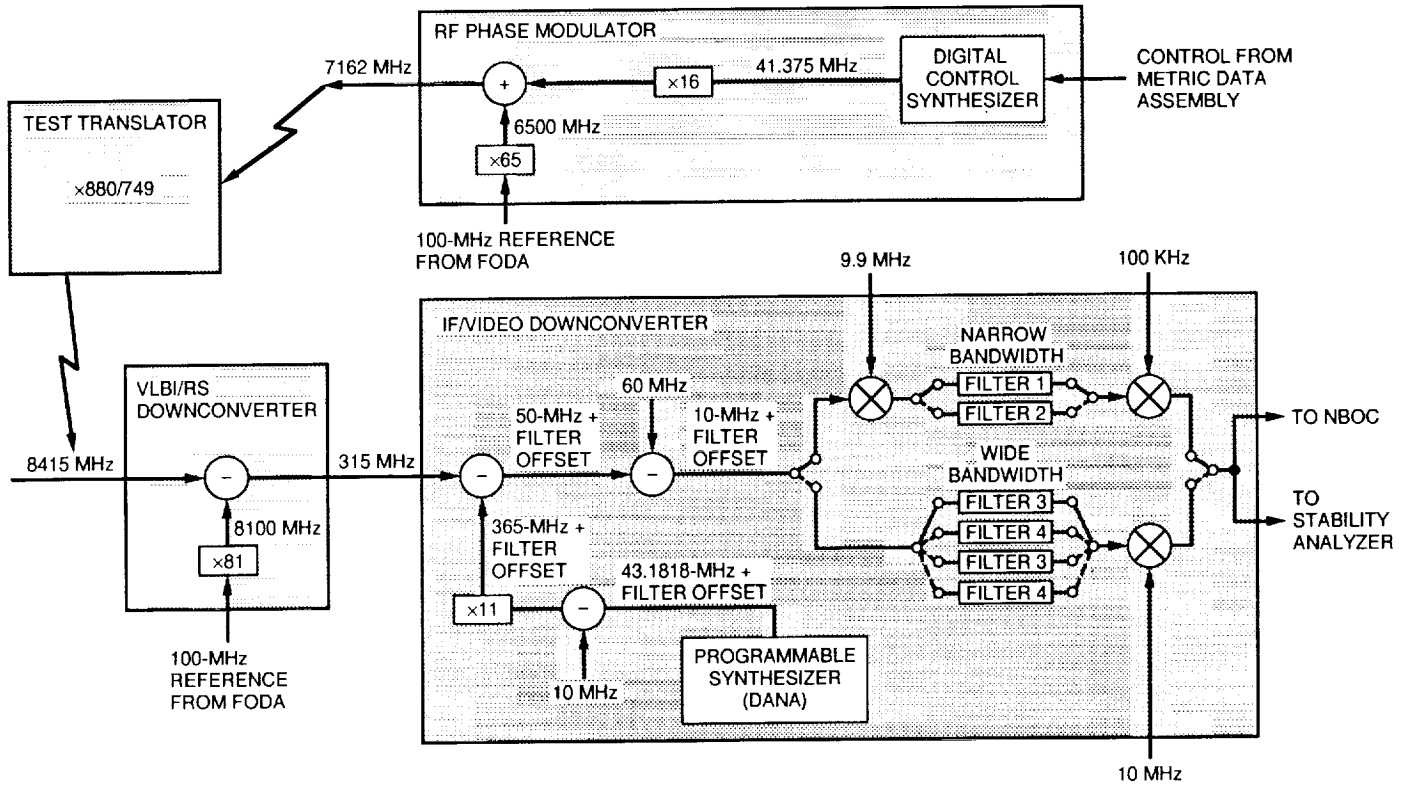 RF PHASE MODULATOR
7162 MHz
+
×16
41.375 MHz
DIGITAL
CONTROL
SYNTHESIZER
CONTROL FROM
METRIC DATA
ASSEMBLY
6500 MHz
×65
100-MHz REFERENCE
FROM FODA
TEST TRANSLATOR
×880/749
8415 MHz
VLBI/RS
DOWNCONVERTER
−
8100 MHz
×81
100-MHz
REFERENCE
FROM FODA
315 MHz
IF/VIDEO DOWNCONVERTER
−
50-MHz +
FILTER
OFFSET
60 MHz
−
10-MHz +
FILTER
OFFSET
365-MHz +
FILTER
OFFSET
×11
−
43.1818-MHz +
FILTER OFFSET
10 MHz
PROGRAMMABLE
SYNTHESIZER
(DANA)
9.9 MHz
NARROW
BANDWIDTH
FILTER 1
FILTER 2
100 KHz
WIDE
BANDWIDTH
FILTER 3
FILTER 4
FILTER 3
FILTER 4
10 MHz
TO NBOC
TO
STABILITY
ANALYZER